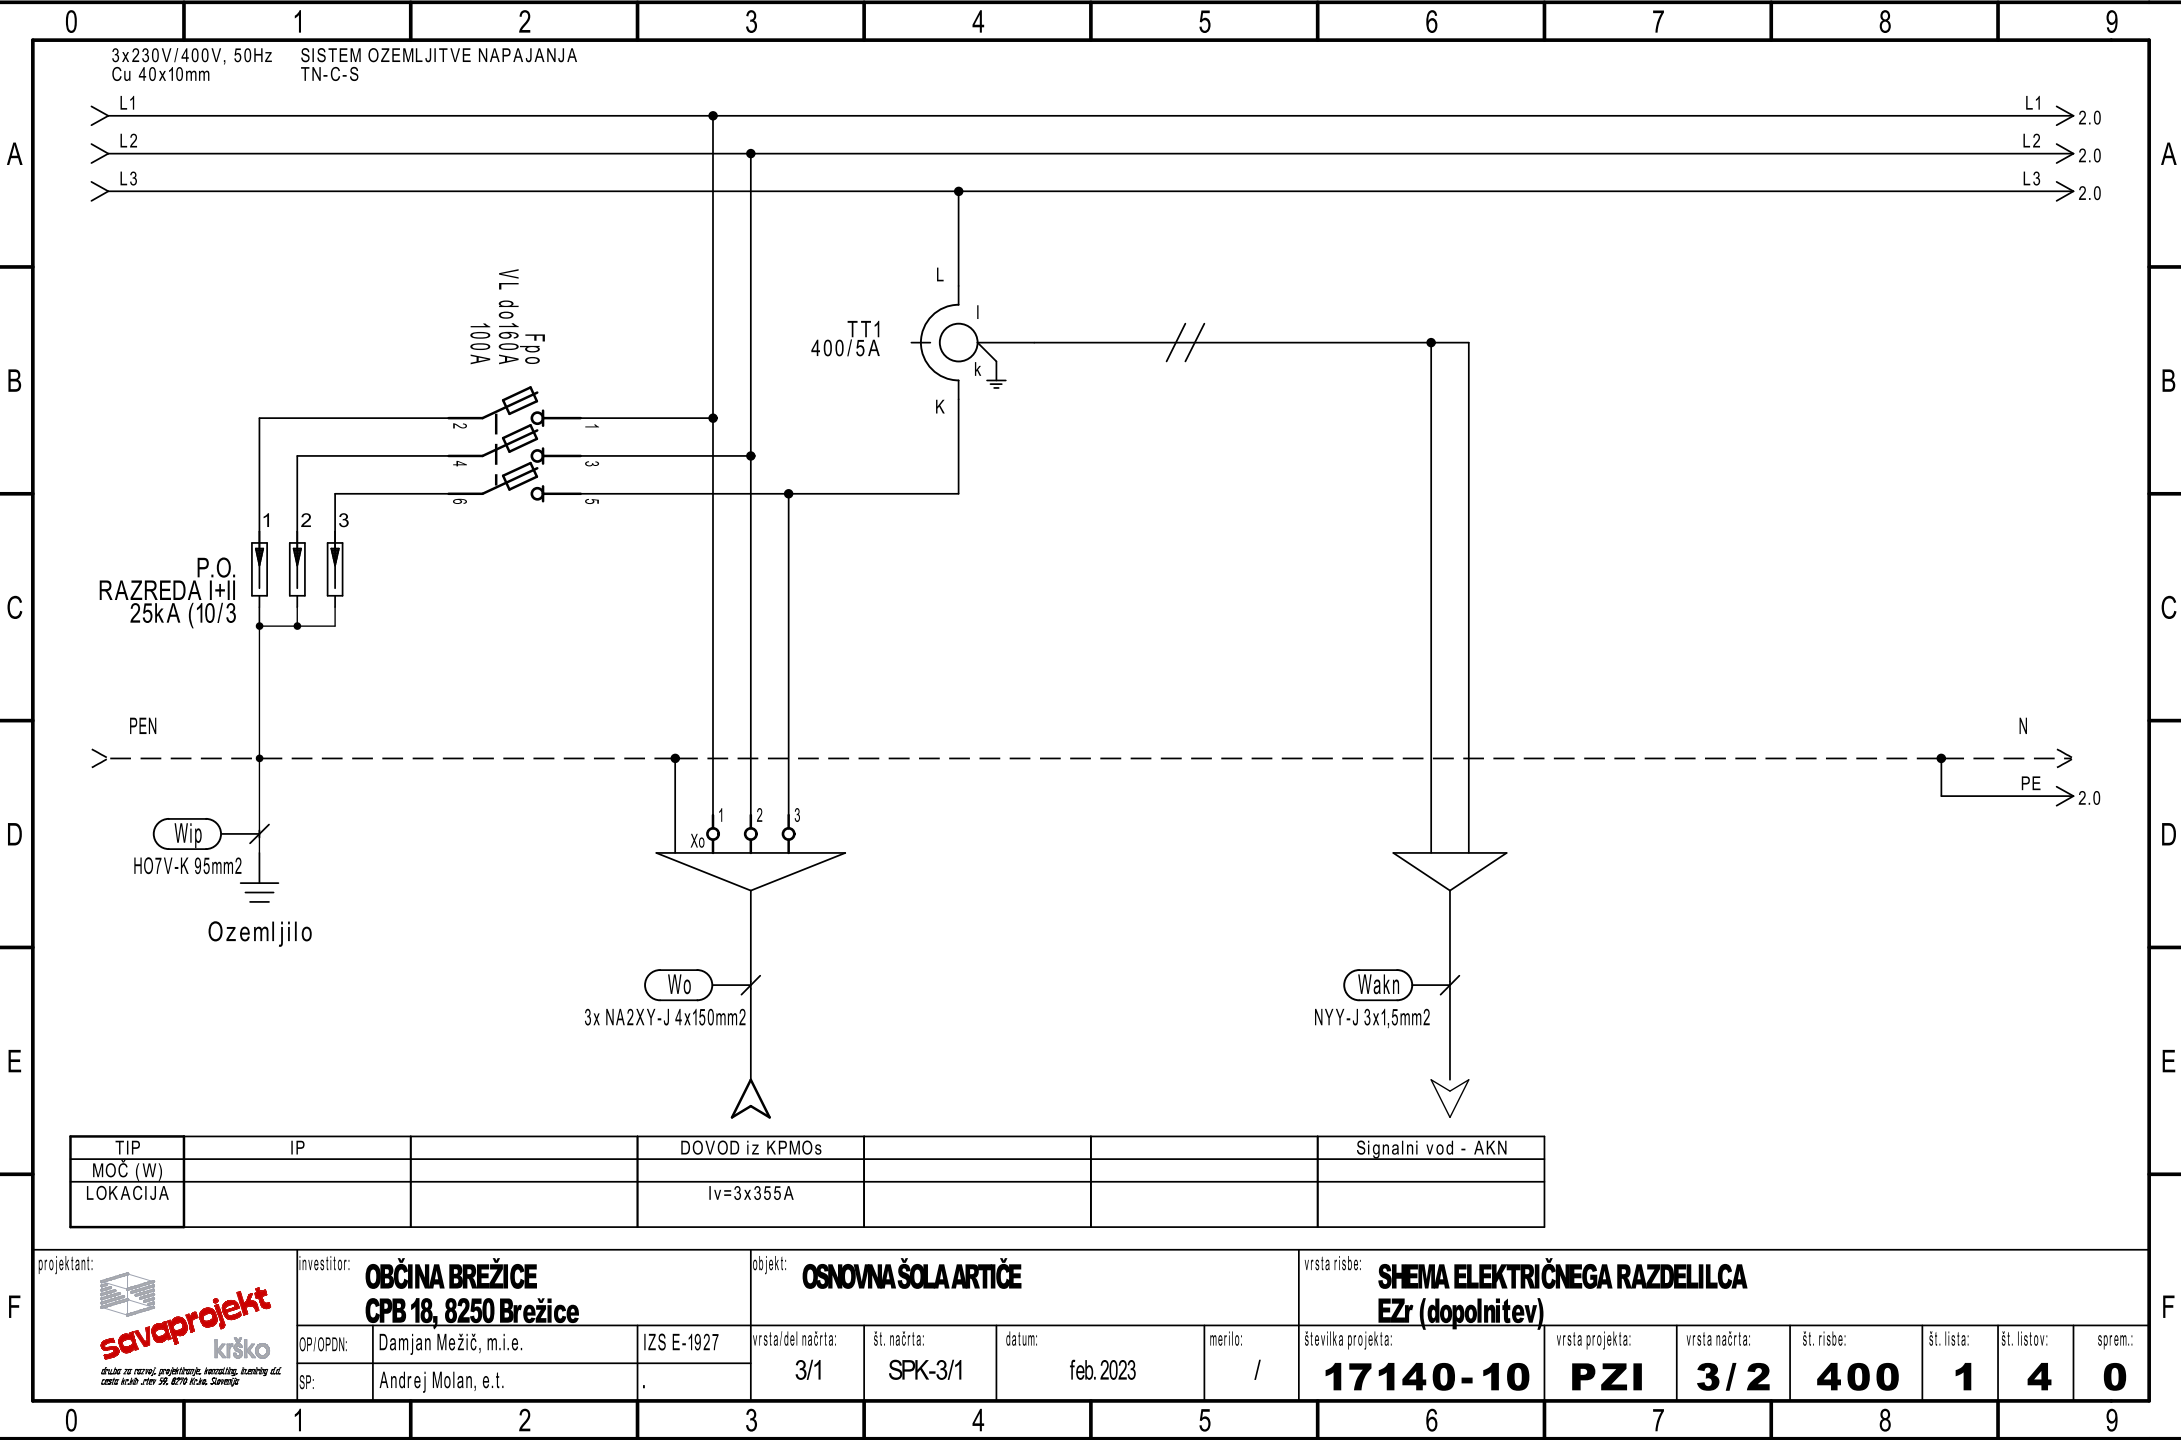 0 1 2 3 4 5 6 7 8 9
3x230V/400V, 50Hz SISTEM OZEMLJITVE NAPAJANJA
Cu 40x10mm TN-C-S
L1 L1
2.0
L2 L2
A A
2.0
L3 L3
2.0
L
Fpo
VL do160A
100A
l
TT1
400/5A
k
B B
K
2 1
4 3
6 5
1 2 3
P.O.
RAZREDA I+II
25kA (10/3
C C
PEN N
PE
2.0
1 2 3
Xo
D D
Wip
HO7V-K 95mm2
Ozemljilo
Wo Wakn
3x NA2XY-J 4x150mm2 NYY-J 3x1,5mm2
E E
TIP IP DOVOD iz KPMOs Signalni vod - AKN
MOČ (W)
LOKACIJA Iv=3x355A
F F
projektant:
savaprojekt
krško
investitor: OBČINA BREŽICE
CPB 18, 8250 Brežice
objekt: OSNOVNA ŠOLA ARTIČE
vrsta risbe: SHEMA ELEKTRIČNEGA RAZDELILCA
EZr (dopolnitev)
OP/OPDN: Damjan Mežič, m.i.e. IZS E-1927
SP: Andrej Molan, e.t. .
vrsta/del načrta: št. načrta: datum: merilo: številka projekta: vrsta projekta: vrsta načrta: št. risbe: št. lista: št. listov: sprem.:
3/1 SPK-3/1 feb. 2023 / 17140-10 PZI 3/2 400 1 4 0
0 1 2 3 4 5 6 7 8 9